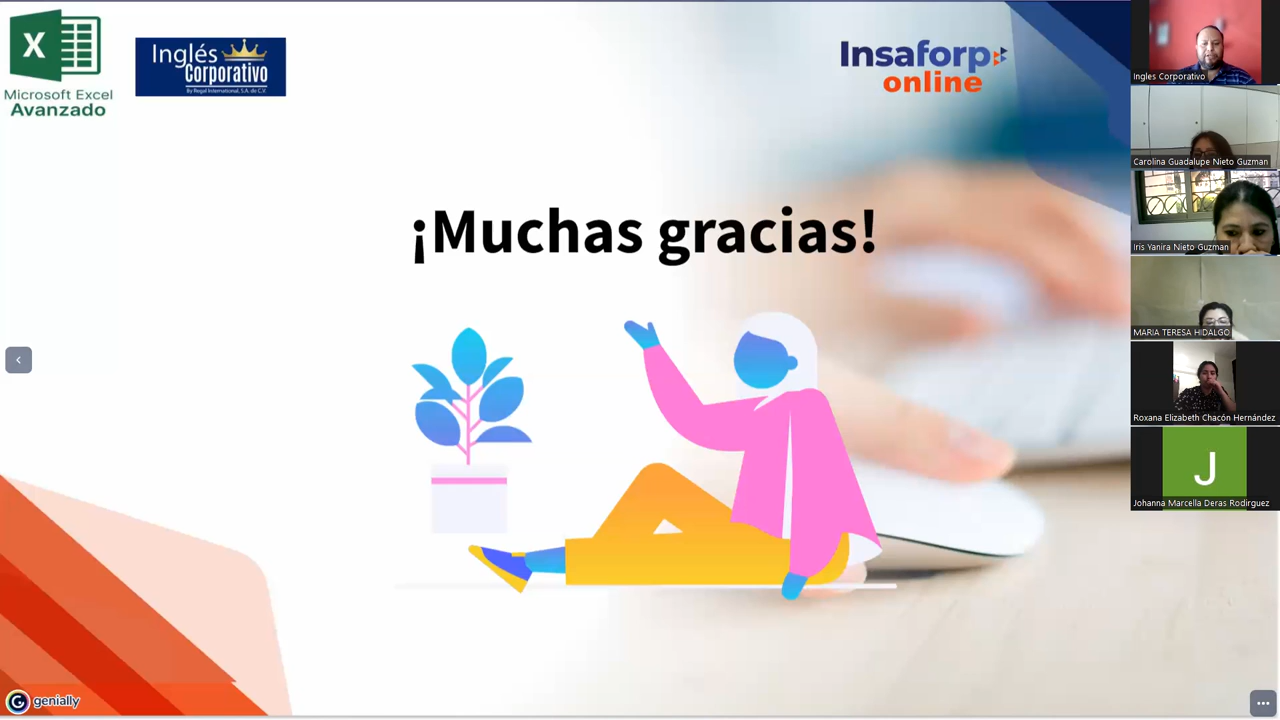 X
Microsoft Excel
Avanzado
Inglés
Corporativo
By Regal International, S.A. de C.V.
Insaforp
online
¡Muchas gracias!
genially
Ingles Corporativo
Carolina Guadalupe Nieto Guzman
Iris Yanira Nieto Guzman
MARIA TERESA HIDALGO
Roxana Elizabeth Chacón Hernández
J
Johanna Marcella Deras Rodirguez